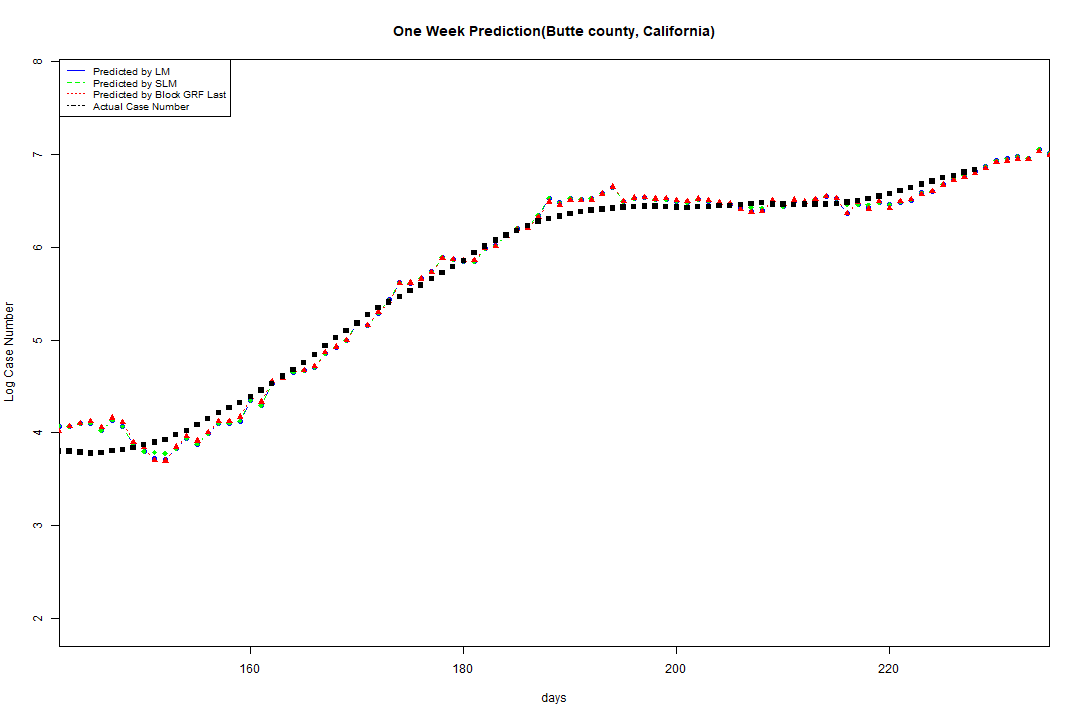 One Week Prediction(Butte county, California)
Predicted by LM
Predicted by SLM
Predicted by Block GRF Last
Actual Case Number
8
7
6
5
4
3
2
Log Case Number
160 180 200 220
days